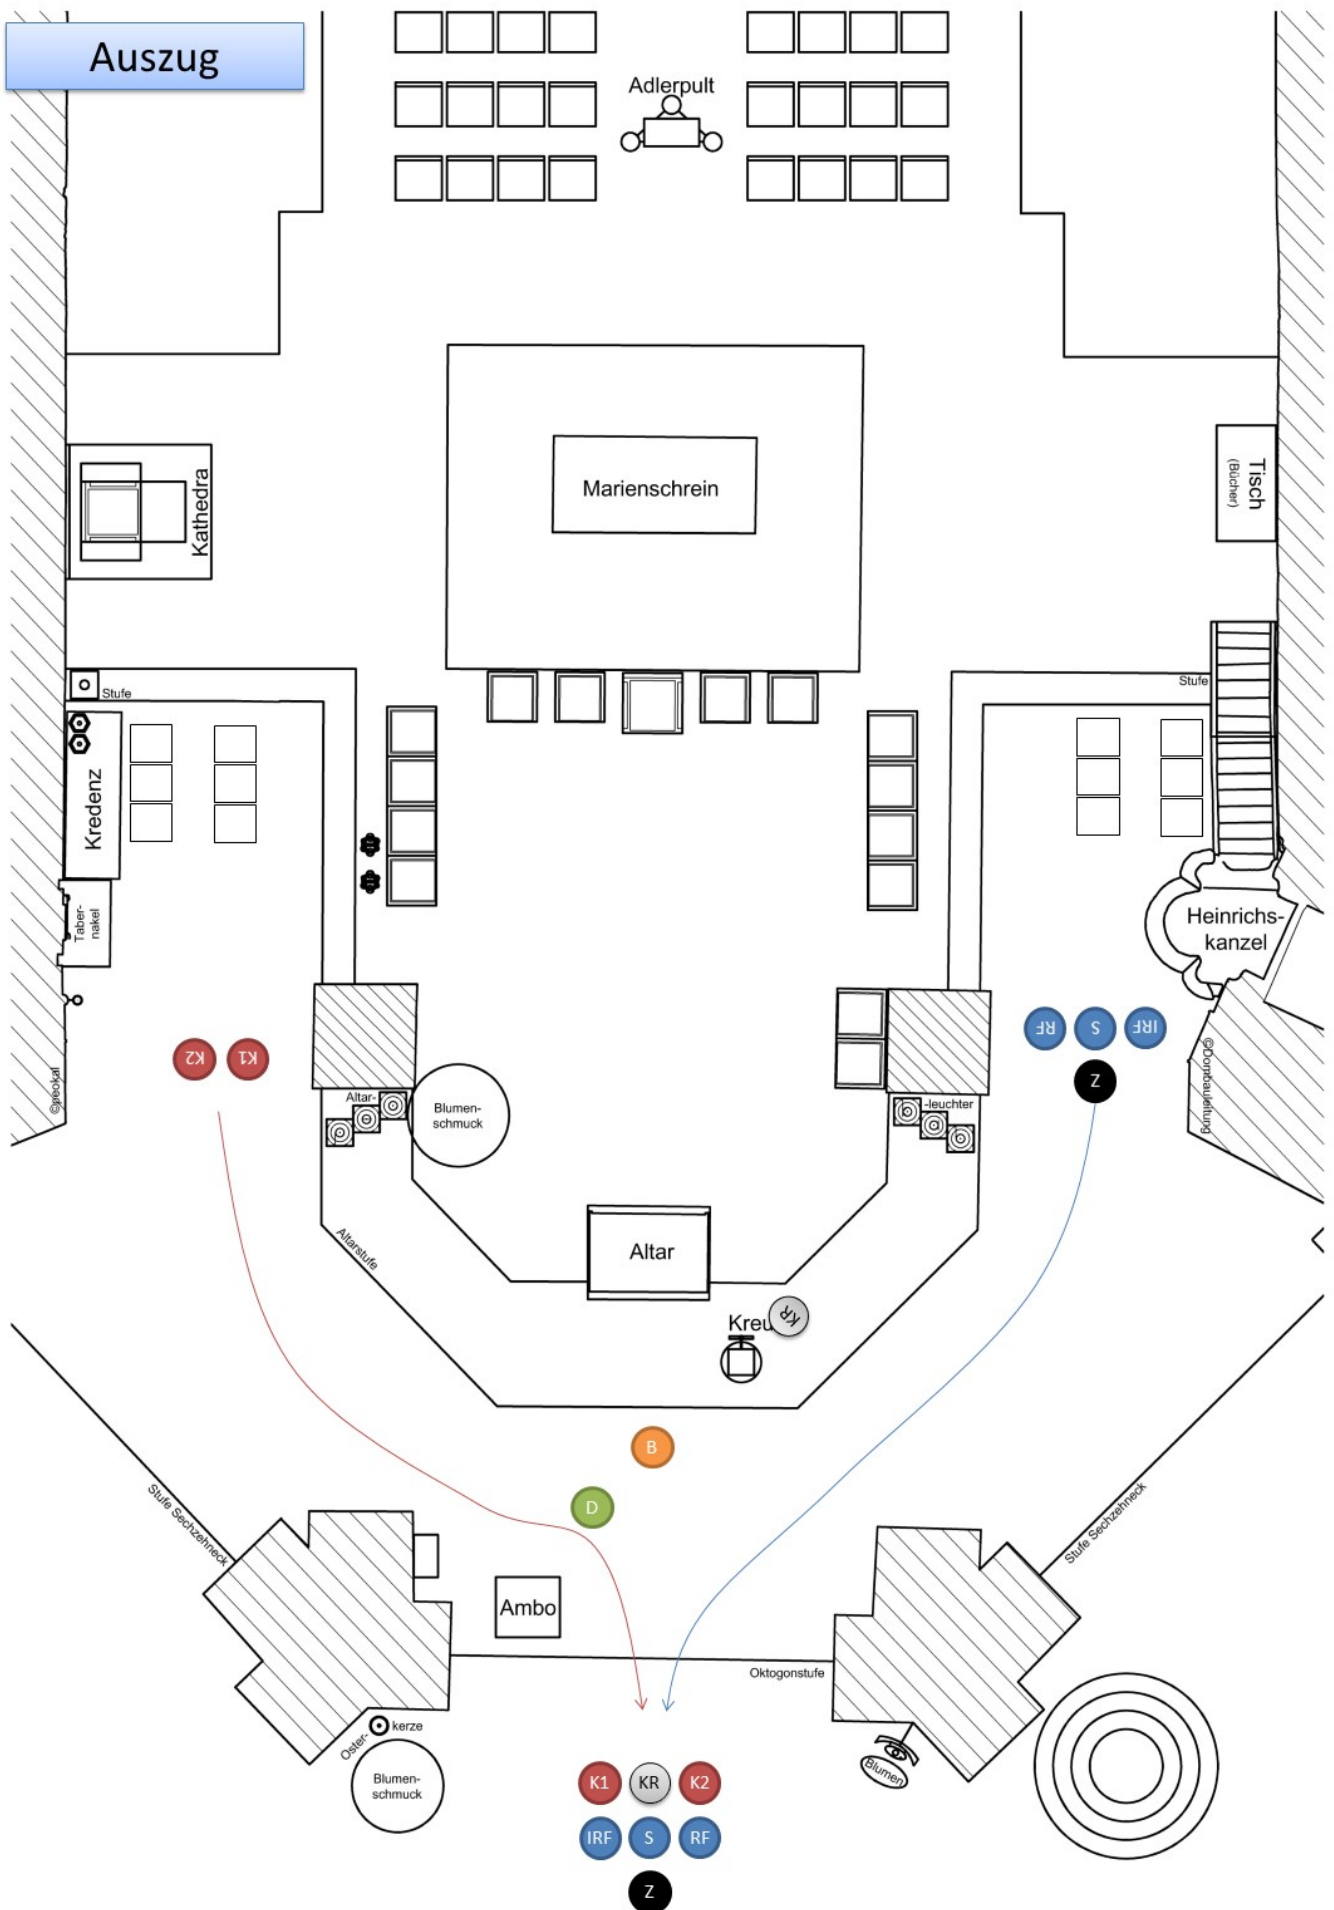 Auszug
Adlerpult
Marienschrein
Kathedra
Tisch
(Bücher)
Stufe
Stufe
Kredenz
Taber-
nakel
Heinrichs-
kanzel
K2
K1
RF
S
IRF
Z
©peokal
©Dombauleitung
Altar-
-leuchter
Blumen-
schmuck
Altarstufe
Altar
KR
B
D
Stufe Sechzehneck
Stufe Sechzehneck
Ambo
Oktogonstufe
Oster-
kerze
Blumen-
schmuck
Blumen
K1
KR
K2
IRF
S
RF
Z